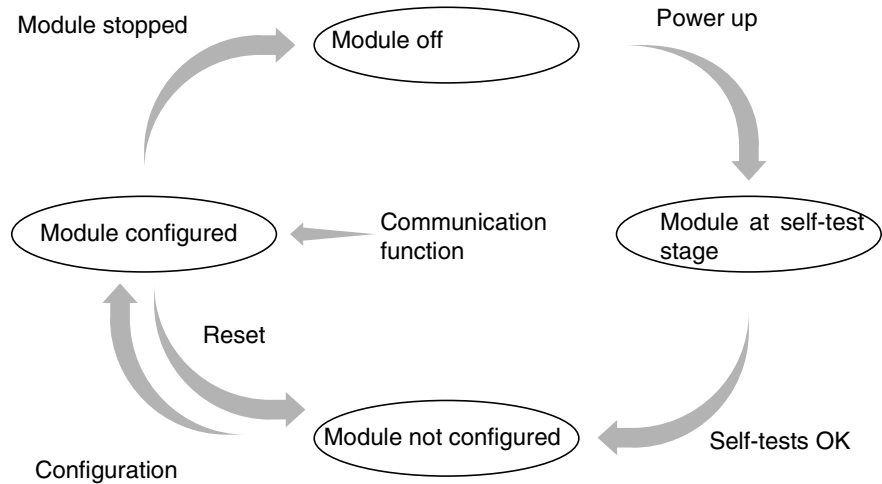 Module stopped
Module off
Power up
Module configured
Communication
function
Module at self-test
stage
Reset
Module not configured
Self-tests OK
Configuration